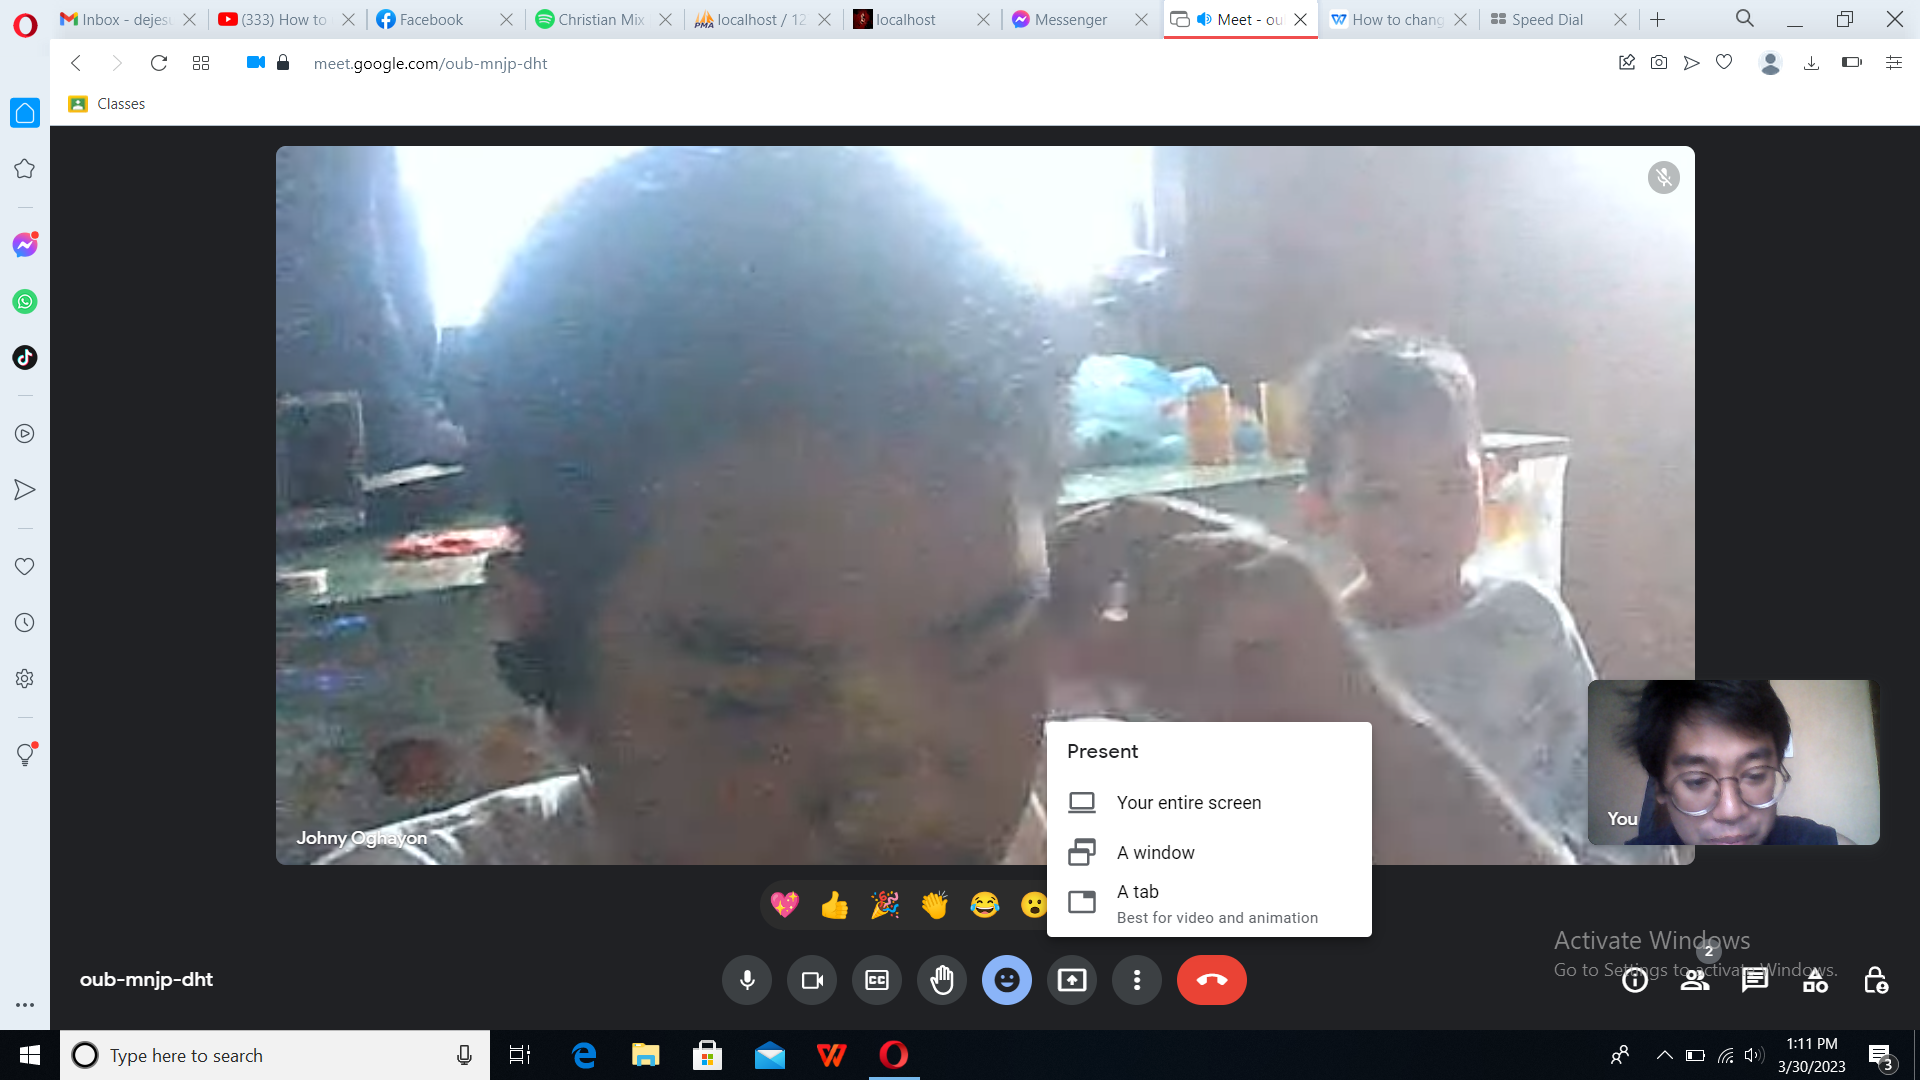 Inbox - dejesu
(333) How to
Facebook
Christian Mix
localhost / 12
localhost
Messenger
Meet - ou
How to chang
Speed Dial
meet.google.com/oub-mnjp-dht
Classes
Johny Oghayon
You
Present
Your entire screen
A window
A tab
Best for video and animation
Activate Windows
Go to Settings to activate Windows.
2
oub-mnjp-dht
Type here to search
1:11 PM
3/30/2023
3